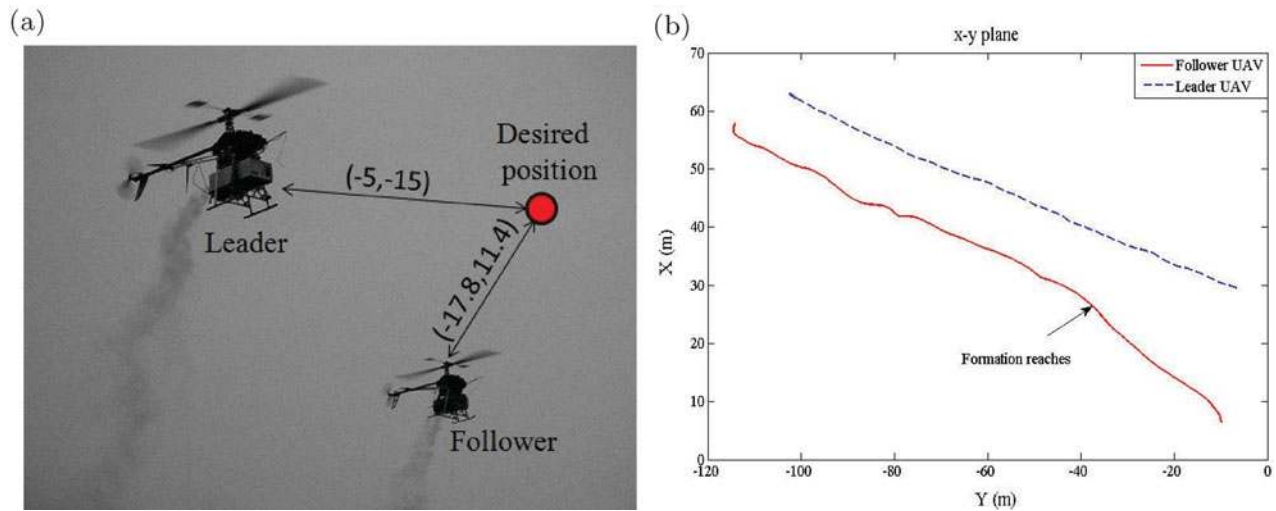 (a)
Desired
position
(-5,-15)
Leader
(-17.8,11.4)
Follower
(b)
x-y plane
Follower UAV
Leader UAV
70
60
50
40
30
20
10
0
X (m)
Formation reaches
-120
-100
-80
-60
-40
-20
0
Y (m)